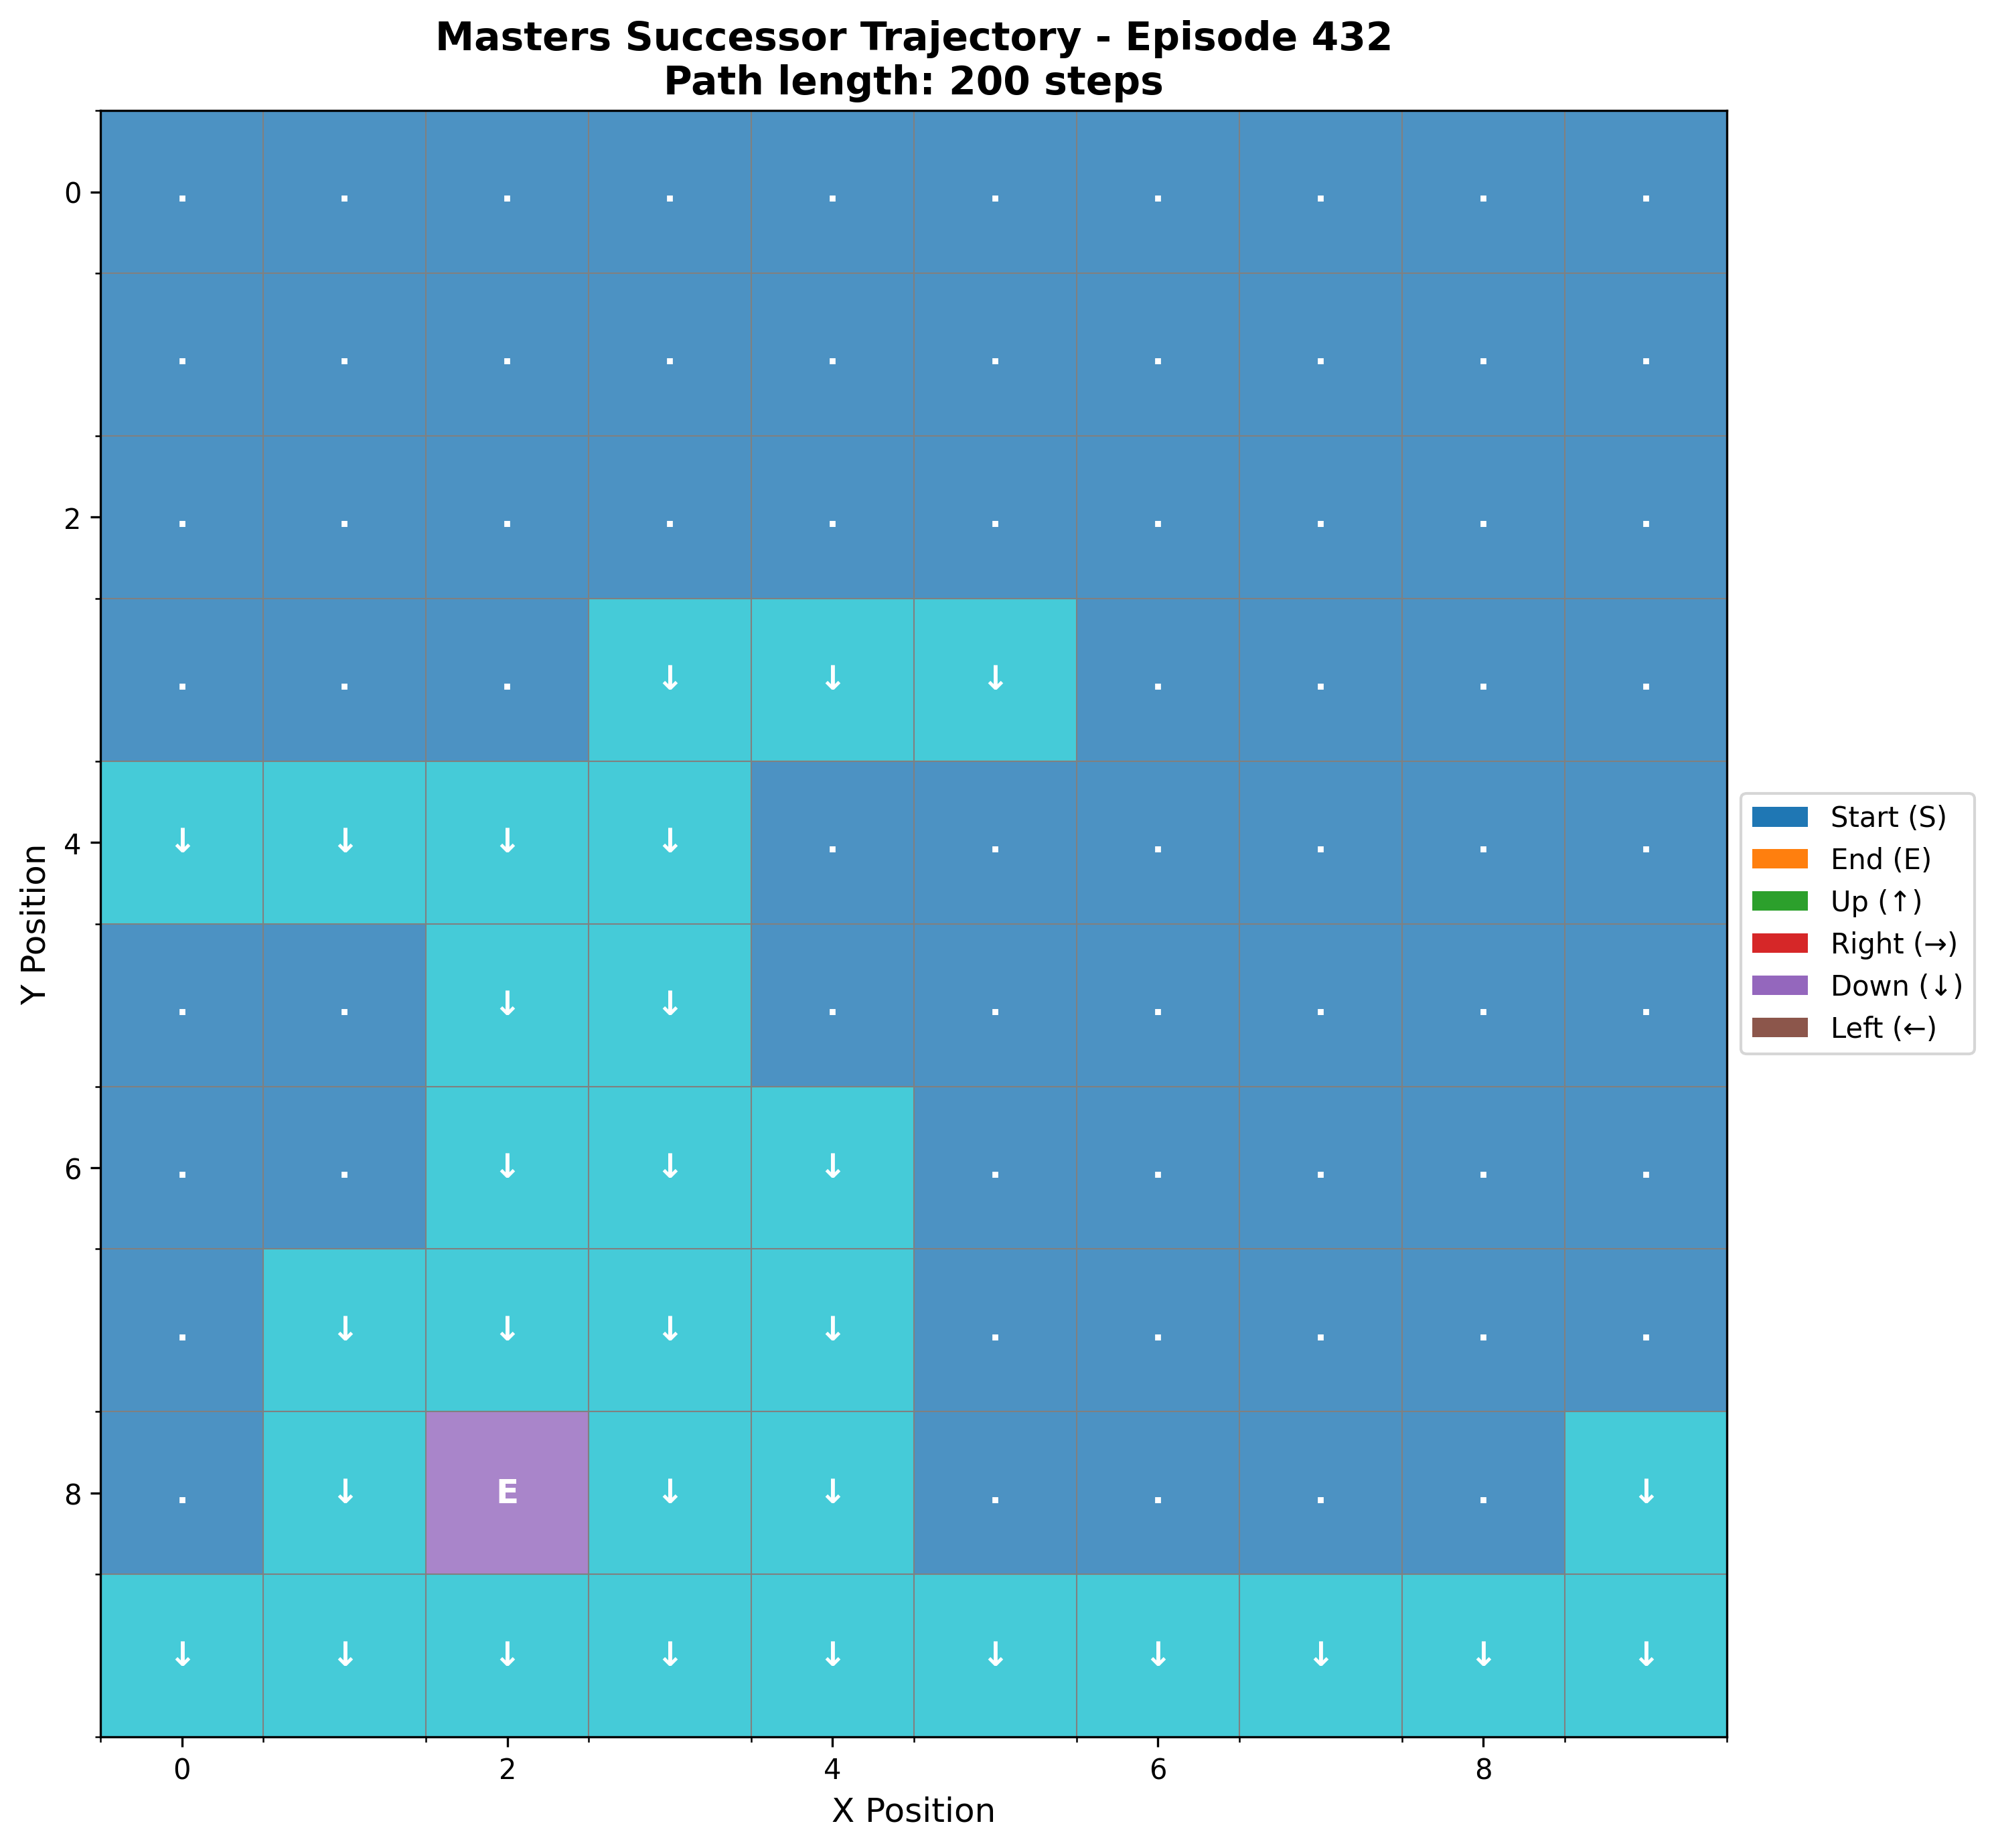 Masters Successor Trajectory - Episode 432
Path length: 200 steps
0 . . . . . . . . . .
. . . . . . . . . .
2 . . . . . . . . . .
. . . ↓ ↓ ↓ . . . .
4 ↓ ↓ ↓ ↓ . . . . . .
. . ↓ ↓ . . . . . .
6 . . ↓ ↓ ↓ . . . . .
. ↓ ↓ ↓ ↓ . . . . .
8 . ↓ E ↓ ↓ . . . . ↓
↓ ↓ ↓ ↓ ↓ ↓ ↓ ↓ ↓ ↓
0 2 4 6 8
X Position
Y Position
Start (S)
End (E)
Up (↑)
Right (→)
Down (↓)
Left (←)